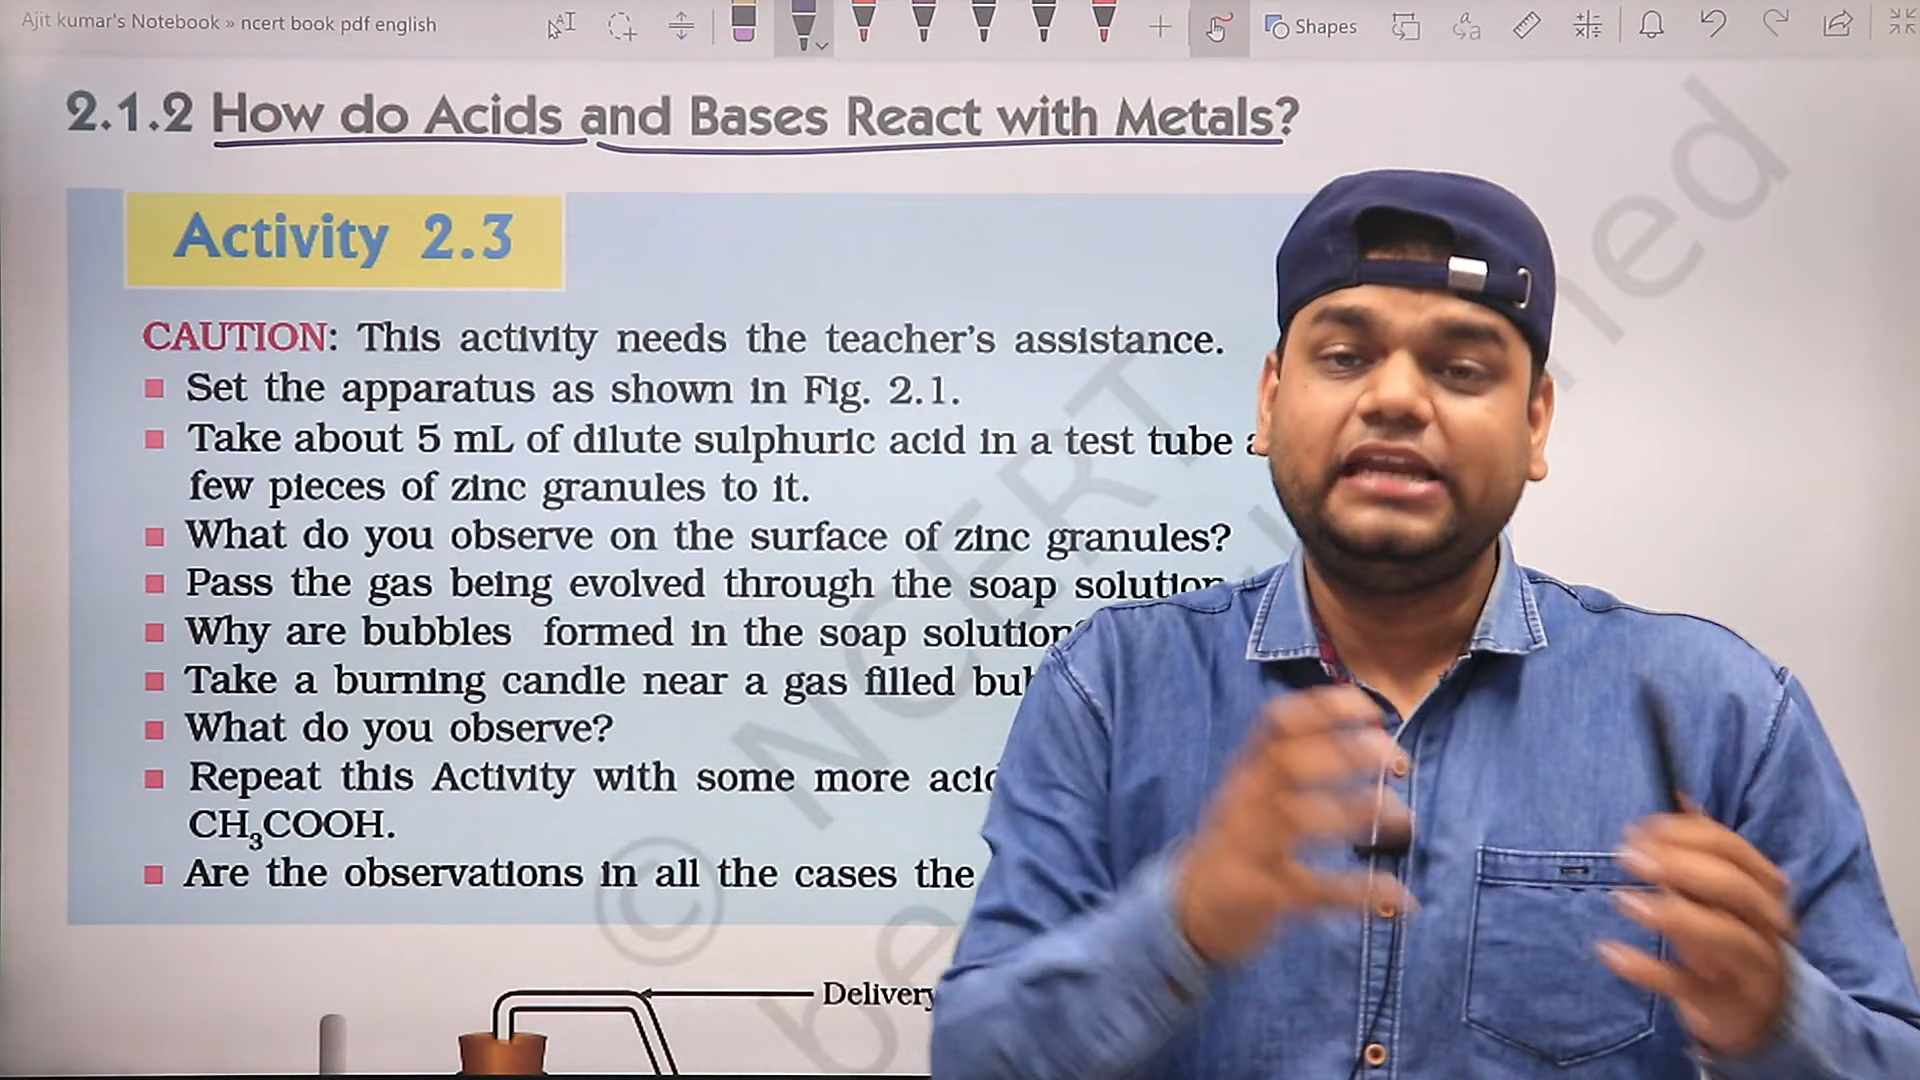 Ajit kumar's Notebook » ncert book pdf english
Shapes
2.1.2 How do Acids and Bases React with Metals?
Activity 2.3
CAUTION: This activity needs the teacher's assistance.
Set the apparatus as shown in Fig. 2.1.
Take about 5 mL of dilute sulphuric acid in a test tube
few pieces of zinc granules to it.
What do you observe on the surface of zinc granules?
Pass the gas being evolved through the soap solution
Why are bubbles formed in the soap solution?
Take a burning candle near a gas filled
What do you observe?
Repeat this Activity with some more
CH₃COOH.
Are the observations in all the cases the
Delivery
© NCERT